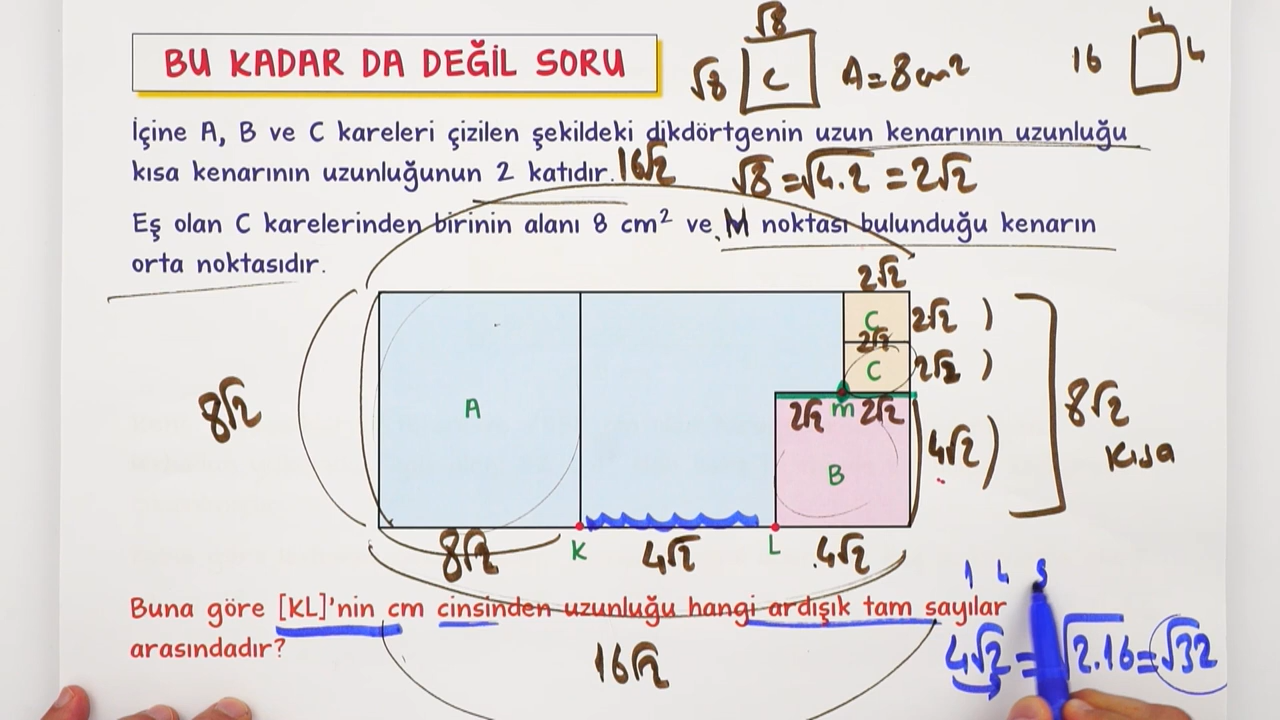 BU KADAR DA DEĞİL SORU
√8
√8 C A=8cm²
16 4 4
İçine A, B ve C kareleri çizilen şekildeki dikdörtgenin uzun kenarının uzunluğu
kısa kenarının uzunluğunun 2 katıdır.
16√2 √8=√4.2=2√2
Eş olan C karelerinden birinin alanı 8 cm² ve M noktası bulunduğu kenarın
orta noktasıdır.
2√2
C 2√2 )
2√2
C 2√2 )
8√2 A 2√2 M 2√2 8√2
B 4√2 ) Kısa
8√2 K 4√2 L 4√2
1 4 9
Buna göre [KL]'nin cm cinsinden uzunluğu hangi ardışık tam sayılar
arasındadır?
4√2=√2.16=√32
16√2